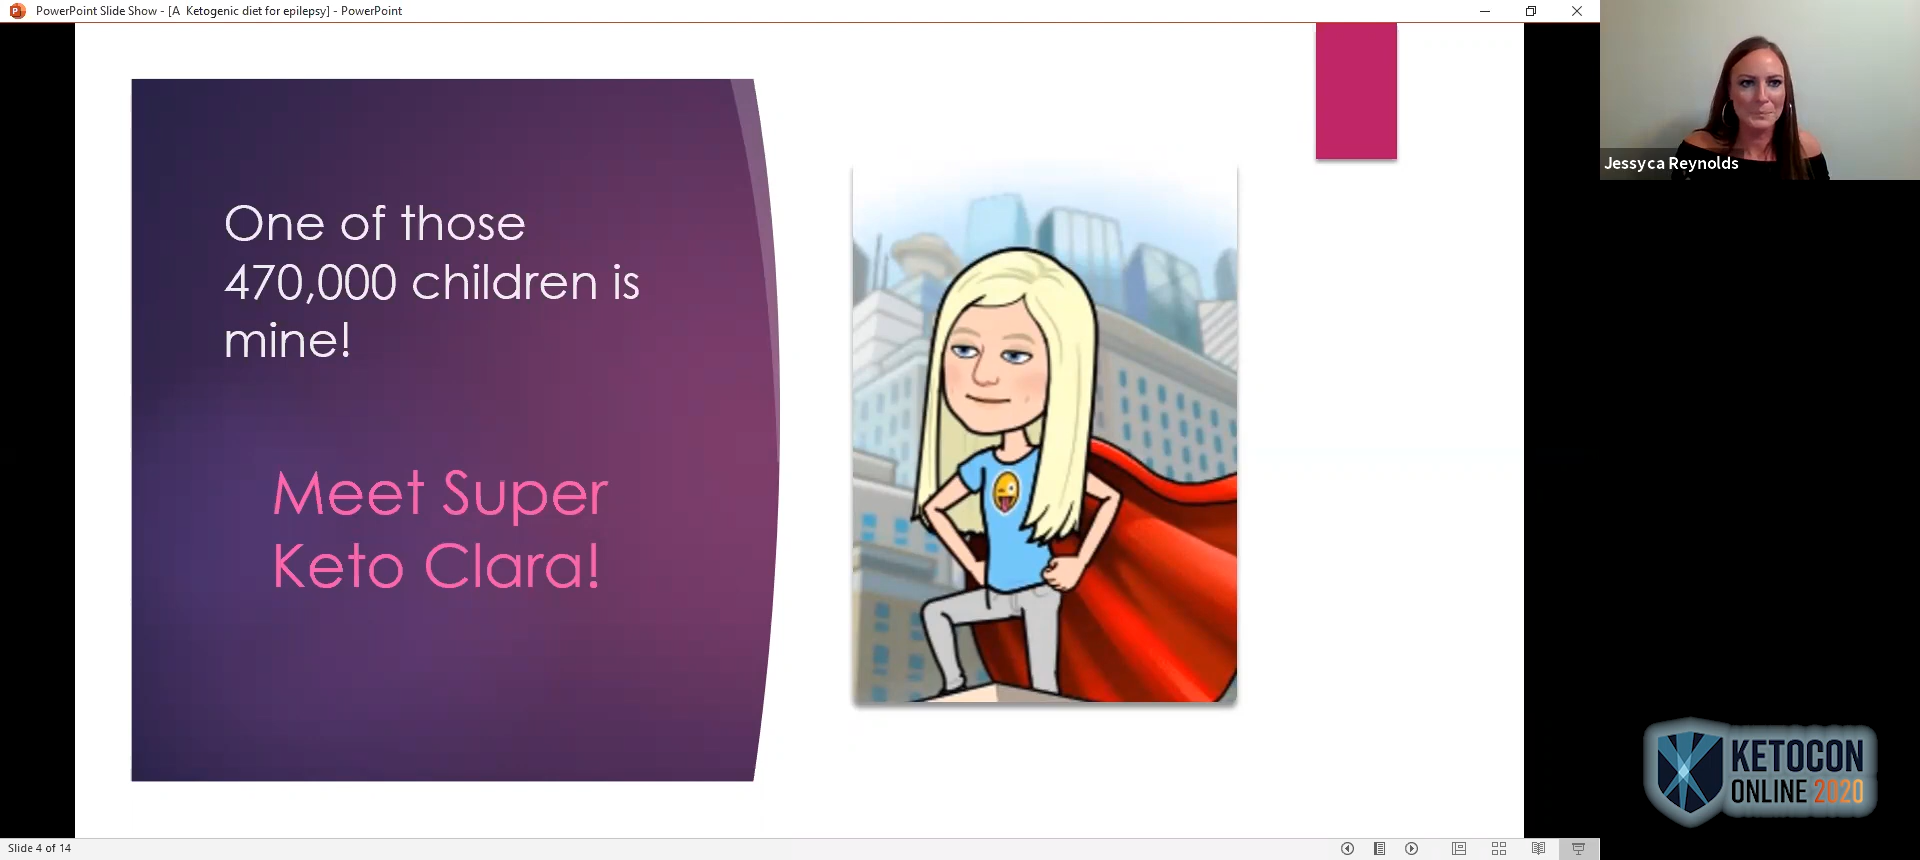 PowerPoint Slide Show - [A  Ketogenic diet for epilepsy] - PowerPoint
One of those
470,000 children is
mine!
Meet Super
Keto Clara!
Jessyca Reynolds
KETOCON
ONLINE 2020
Slide 4 of 14